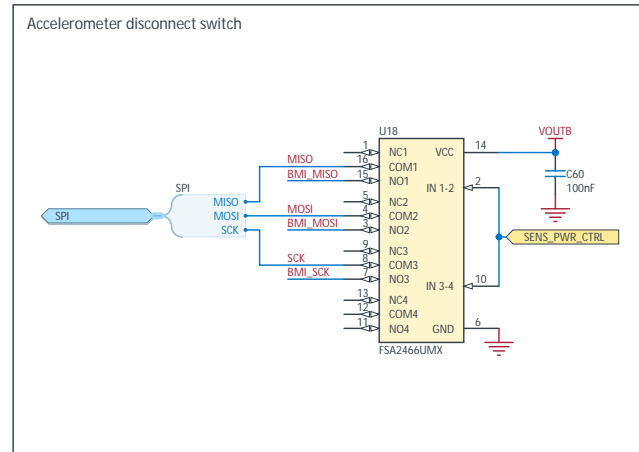 Accelerometer disconnect switch
U18
VOUTB
1 NC1 VCC 14
MISO 16 COM1
BMI_MISO 15 NO1 IN 1-2 2
C60
100nF
SPI
5 NC2
MISO
SPI MOSI MOSI 4 COM2
SCK BMI_MOSI 3 NO2
SENS_PWR_CTRL
9 NC3
SCK 8 COM3
BMI_SCK 7 NO3 IN 3-4 10
13 NC4
12 COM4
11 NO4 GND 6
FSA2466UMX